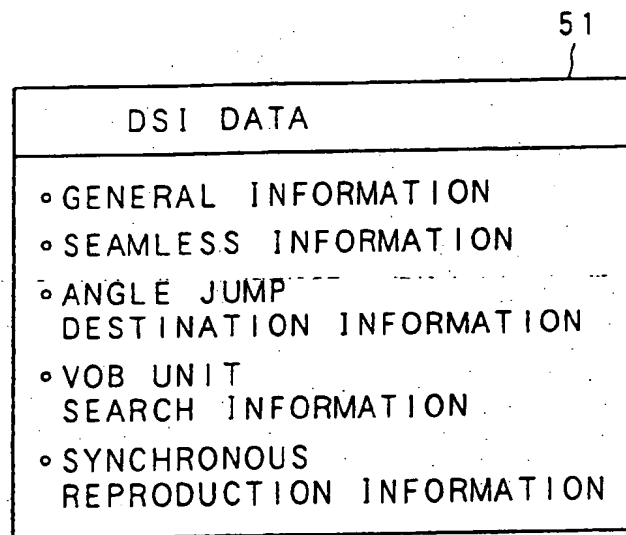 51
DSI DATA
∘GENERAL INFORMATION
∘SEAMLESS INFORMATION
∘ANGLE JUMP
DESTINATION INFORMATION
∘VOB UNIT
SEARCH INFORMATION
∘SYNCHRONOUS
REPRODUCTION INFORMATION